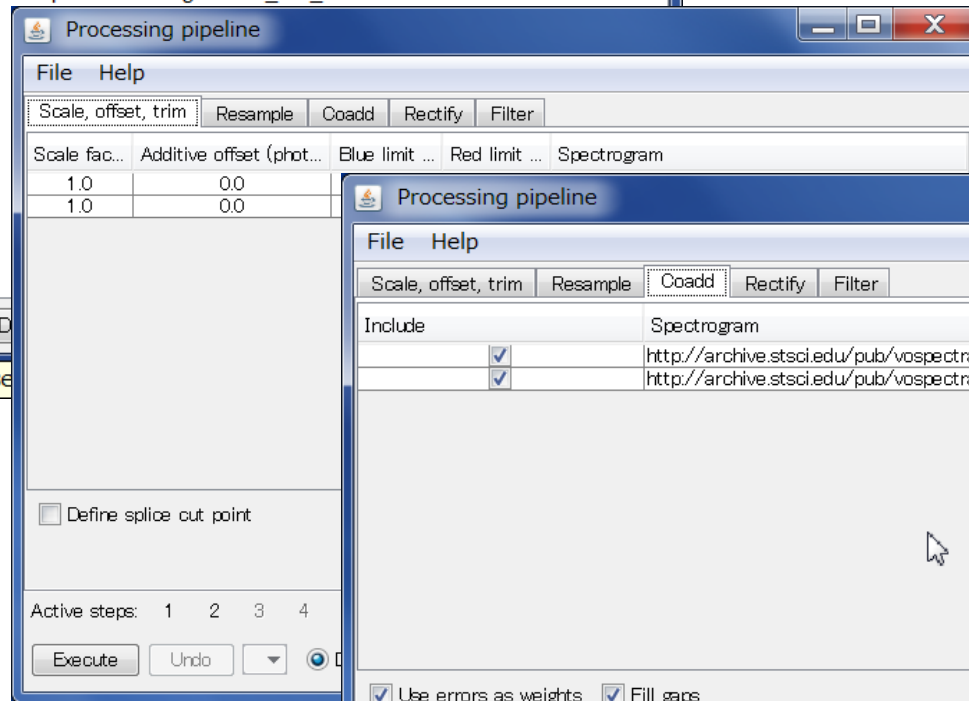 Processing pipeline
File Help
Scale, offset, trim Resample Coadd Rectify Filter
Scale fac... Additive offset (phot... Blue limit ... Red limit ... Spectrogram
1.0 0.0
1.0 0.0
Define splice cut point
Active steps: 1 2 3 4
Execute Undo
Processing pipeline
File Help
Scale, offset, trim Resample Coadd Rectify Filter
Include Spectrogram
http://archive.stsci.edu/pub/vospectra
http://archive.stsci.edu/pub/vospectra
Use errors as weights Fill gaps